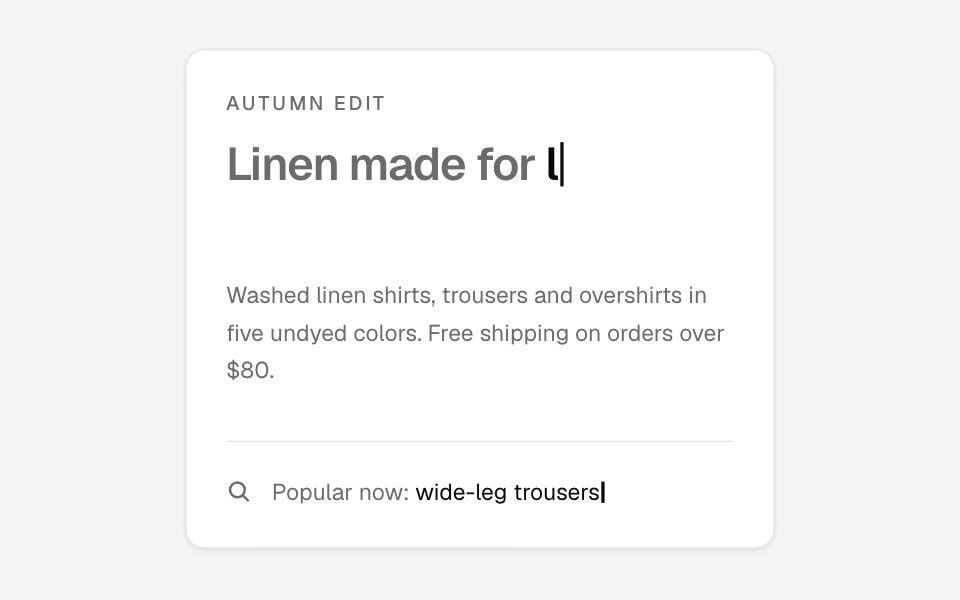 AUTUMN EDIT
Linen made for l
Washed linen shirts, trousers and overshirts in
five undyed colors. Free shipping on orders over
$80.
Popular now: wide-leg trousers